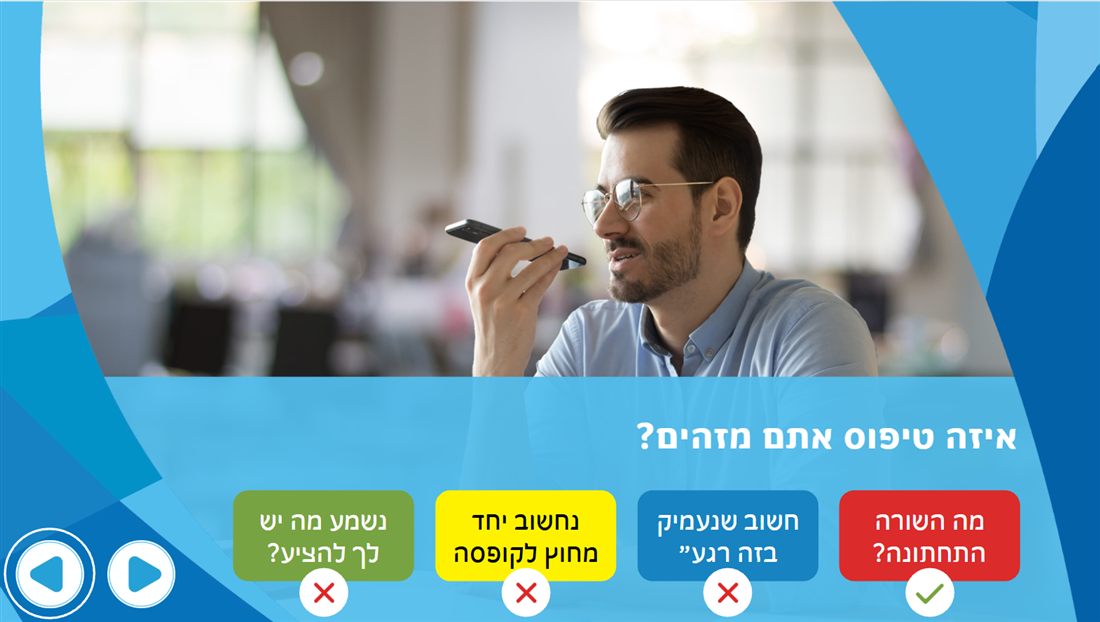 איזה טיפוס אתם מזהים?
מה השורה
התחתונה?
חשוב שנעמיק
בזה רגע״
נחשוב יחד
מחוץ לקופסה
נשמע מה יש
לך להציע?